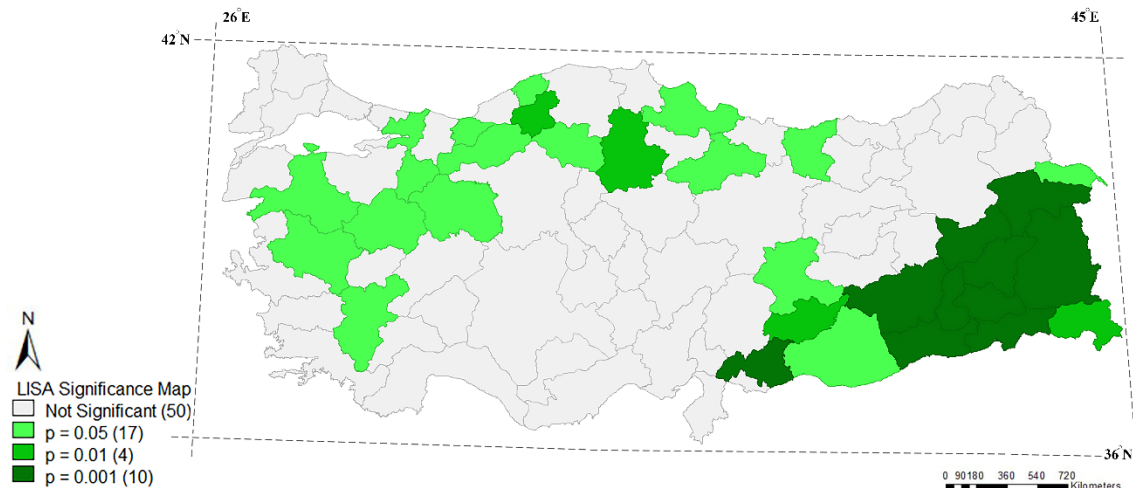 26°E
45°E
42°N
N
LISA Significance Map
Not Significant (50)
p = 0.05 (17)
p = 0.01 (4)
p = 0.001 (10)
36°N
0 90180 360 540 720
Kilometers